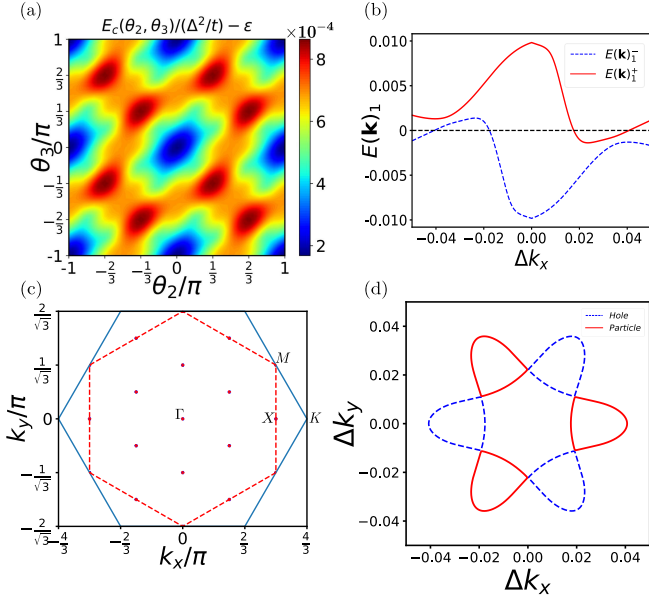 (a)
E_c(θ_2, θ_3)/(Δ^2/t) − ε
×10^−4
1
2/3
1/3
0
-1/3
-2/3
-1
θ_3/π
-1 -2/3 -1/3 0 1/3 2/3 1
θ_2/π
8
6
4
2
(b)
0.010
0.005
0
-0.005
-0.010
E(k)_1
E(k)_1^−
E(k)_1^+
-0.04 -0.02 0.00 0.02 0.04
Δk_x
(c)
2/√3
1/√3
0
−1/√3
−2/√3
k_y/π
M
Γ
X
K
−4/3 −2/3 0 2/3 4/3
k_x/π
(d)
Hole
Particle
0.04
0.02
0.00
−0.02
−0.04
Δk_y
−0.04 −0.02 0.00 0.02 0.04
Δk_x